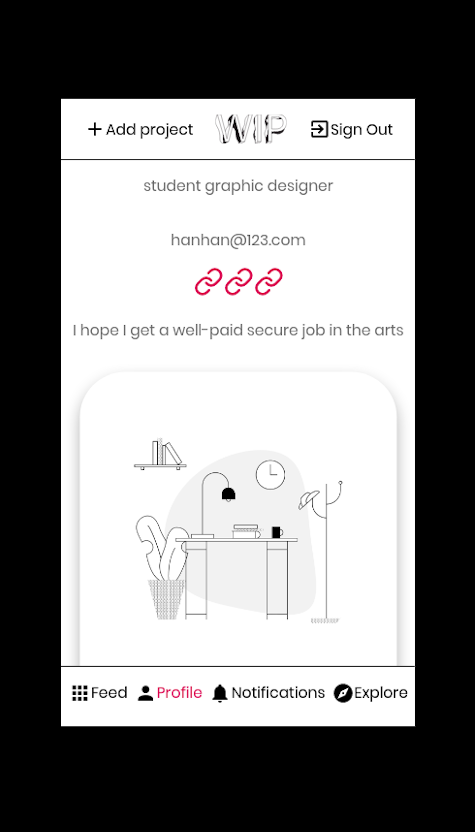 Add project WIP Sign Out
student graphic designer
hanhan@123.com
I hope I get a well-paid secure job in the arts
Feed Profile Notifications Explore